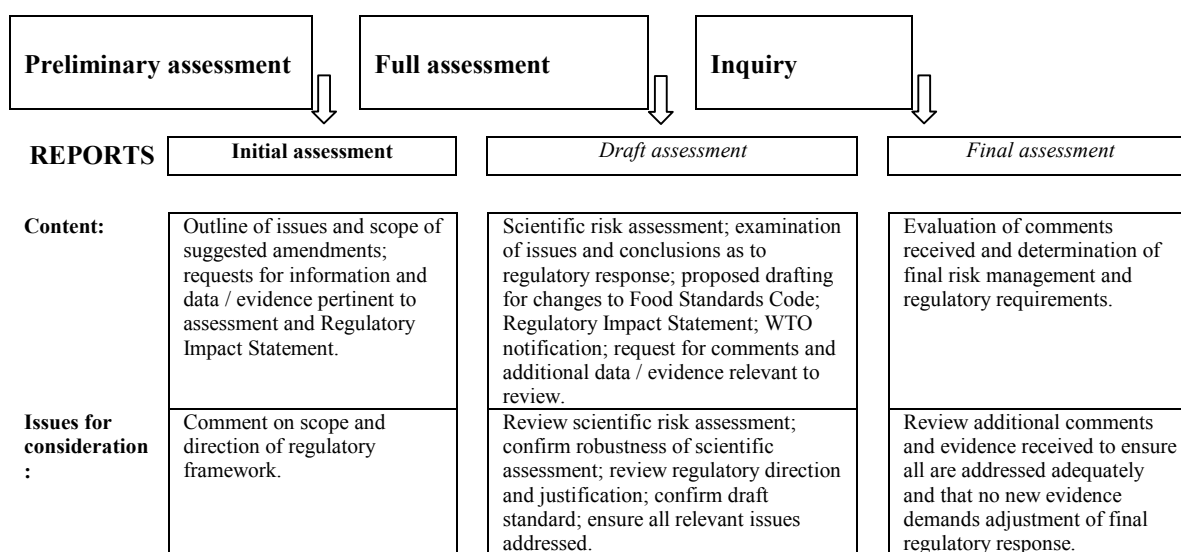 Preliminary assessment
Full assessment
Inquiry
REPORTS
Initial assessment
Draft assessment
Final assessment
Content:
Outline of issues and scope of
suggested amendments;
requests for information and
data / evidence pertinent to
assessment and Regulatory
Impact Statement.
Scientific risk assessment; examination
of issues and conclusions as to
regulatory response; proposed drafting
for changes to Food Standards Code;
Regulatory Impact Statement; WTO
notification; request for comments and
additional data / evidence relevant to
review.
Evaluation of comments
received and determination of
final risk management and
regulatory requirements.
Issues for
consideration
:
Comment on scope and
direction of regulatory
framework.
Review scientific risk assessment;
confirm robustness of scientific
assessment; review regulatory direction
and justification; confirm draft
standard; ensure all relevant issues
addressed.
Review additional comments
and evidence received to ensure
all are addressed adequately
and that no new evidence
demands adjustment of final
regulatory response.